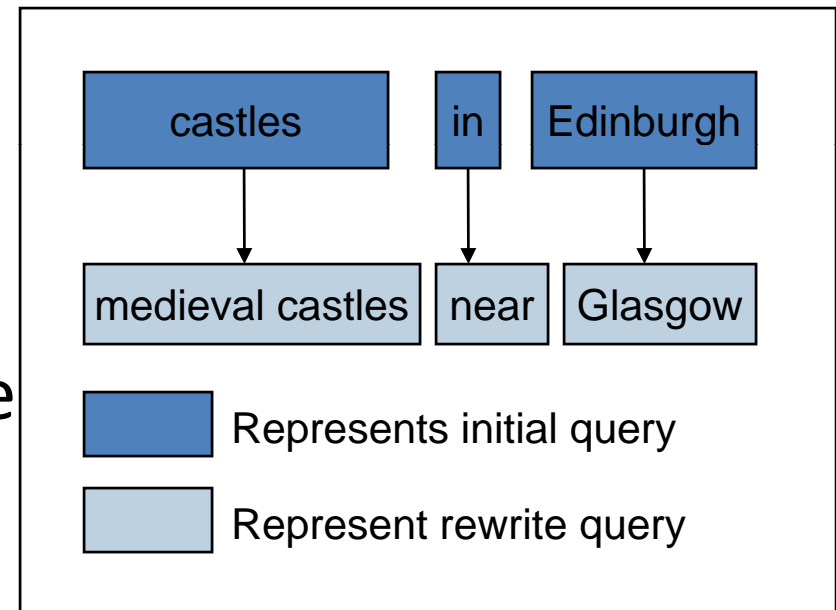 castles in Edinburgh
medieval castles near Glasgow
e
Represents initial query
Represent rewrite query